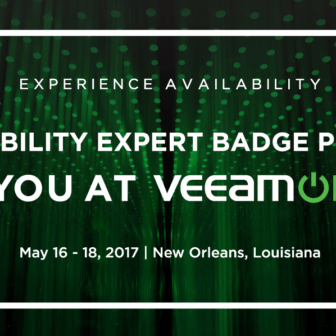 EXPERIENCE AVAILABILITY
BILITY EXPERT BADGE P
YOU AT VEEAM
May 16 - 18, 2017 | New Orleans, Louisiana